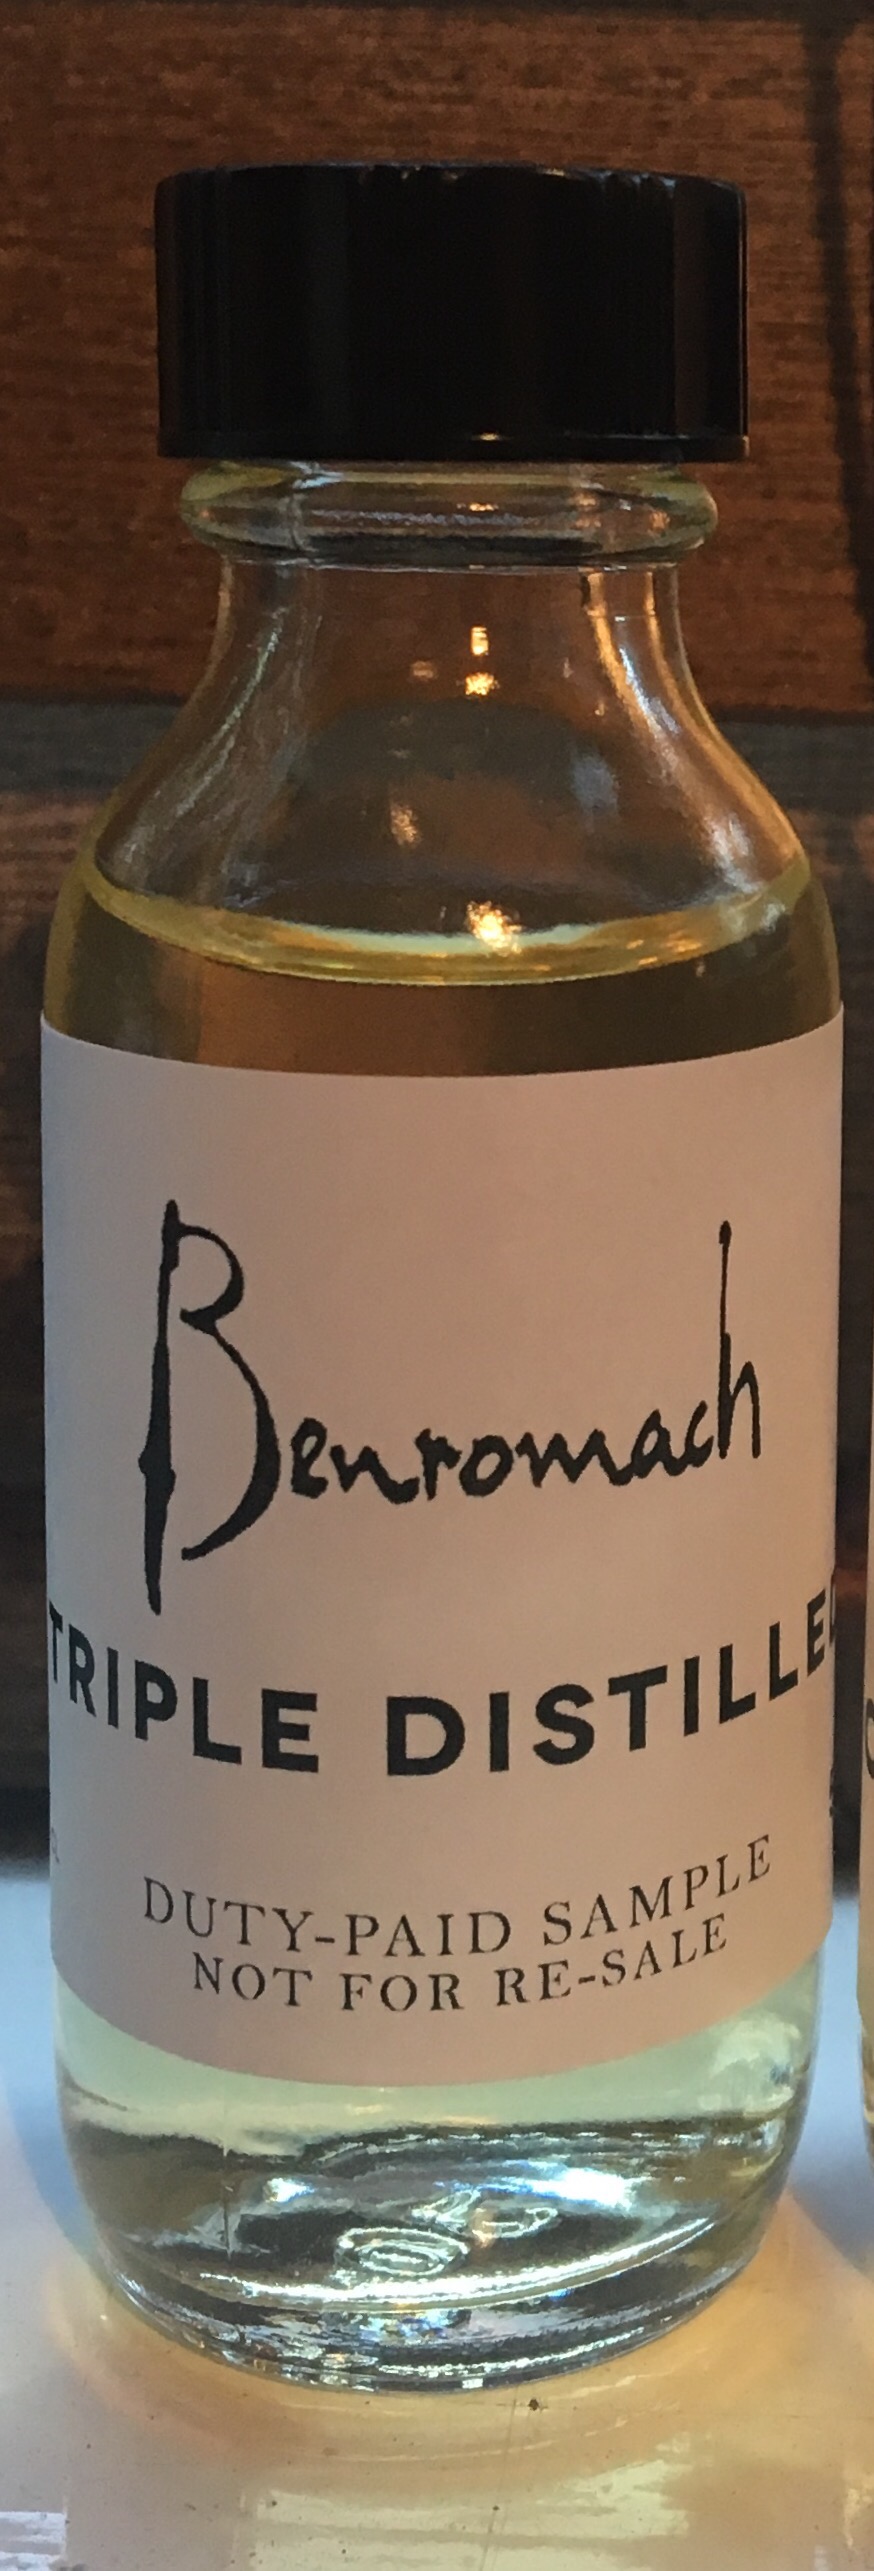 Benromach
TRIPLE DISTILLED
DUTY-PAID SAMPLE
NOT FOR RE-SALE